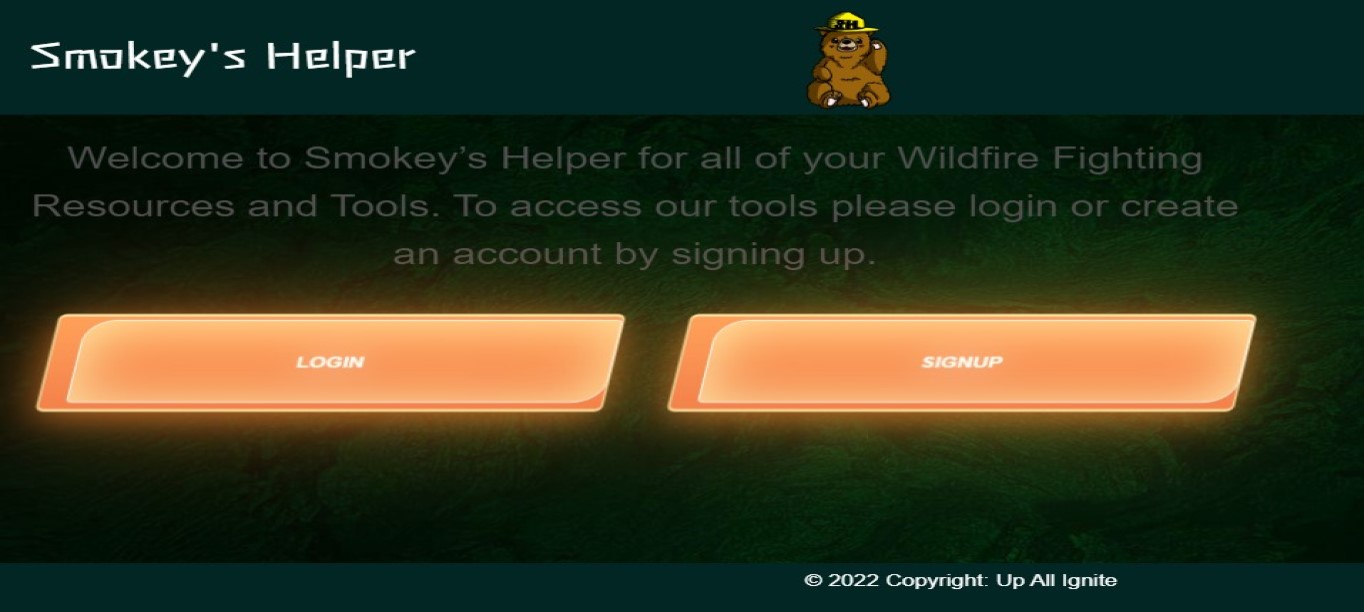 Smokey's Helper
SH
Welcome to Smokey’s Helper for all of your Wildfire Fighting
Resources and Tools. To access our tools please login or create
an account by signing up.
LOGIN
SIGNUP
© 2022 Copyright: Up All Ignite